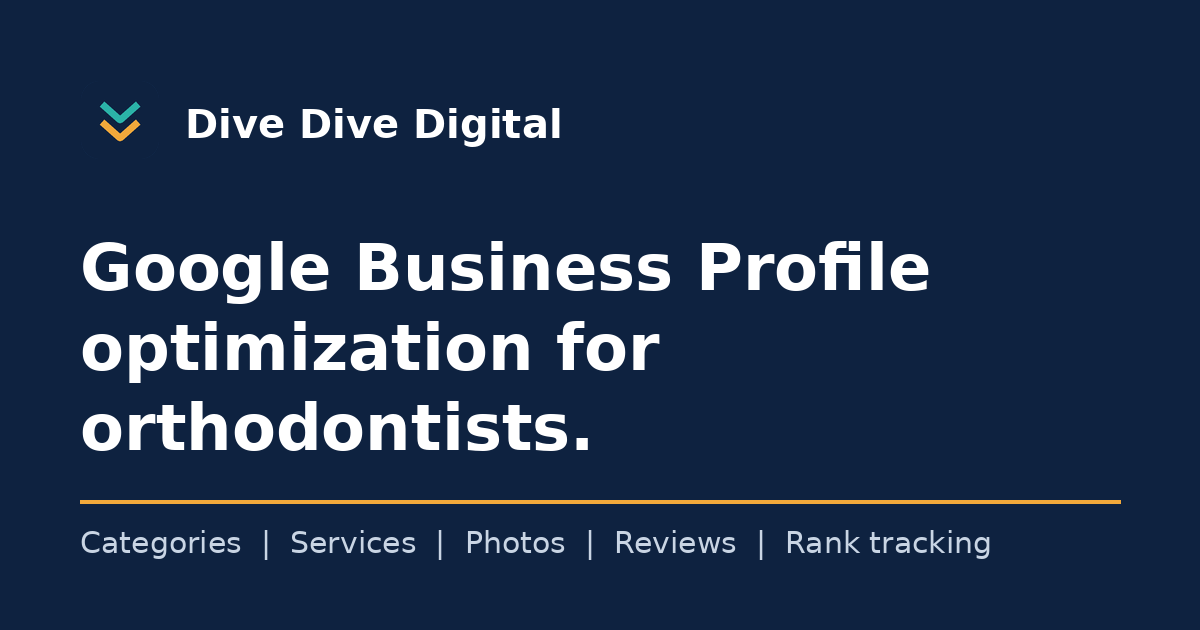 Dive Dive Digital
Google Business Profile
optimization for
orthodontists.
Categories | Services | Photos | Reviews | Rank tracking